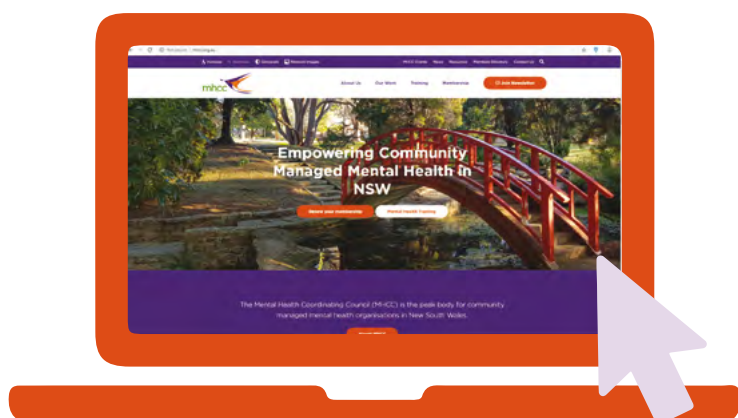 mhcc
About Us Our Work Training Membership Join Newsletter
Empowering Community
Managed Mental Health in
NSW
Renew your membership Mental Health Training
The Mental Health Coordinating Council (MHCC) is the peak body for community
managed mental health organisations in New South Wales.